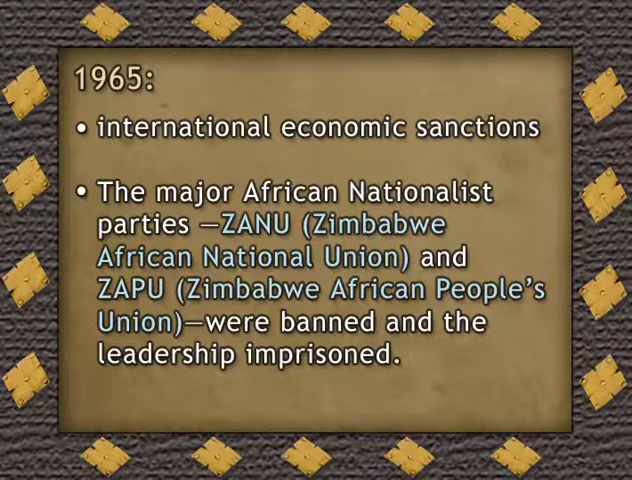 1965:
• international economic sanctions
• The major African Nationalist
parties —ZANU (Zimbabwe
African National Union) and
ZAPU (Zimbabwe African People's
Union)—were banned and the
leadership imprisoned.